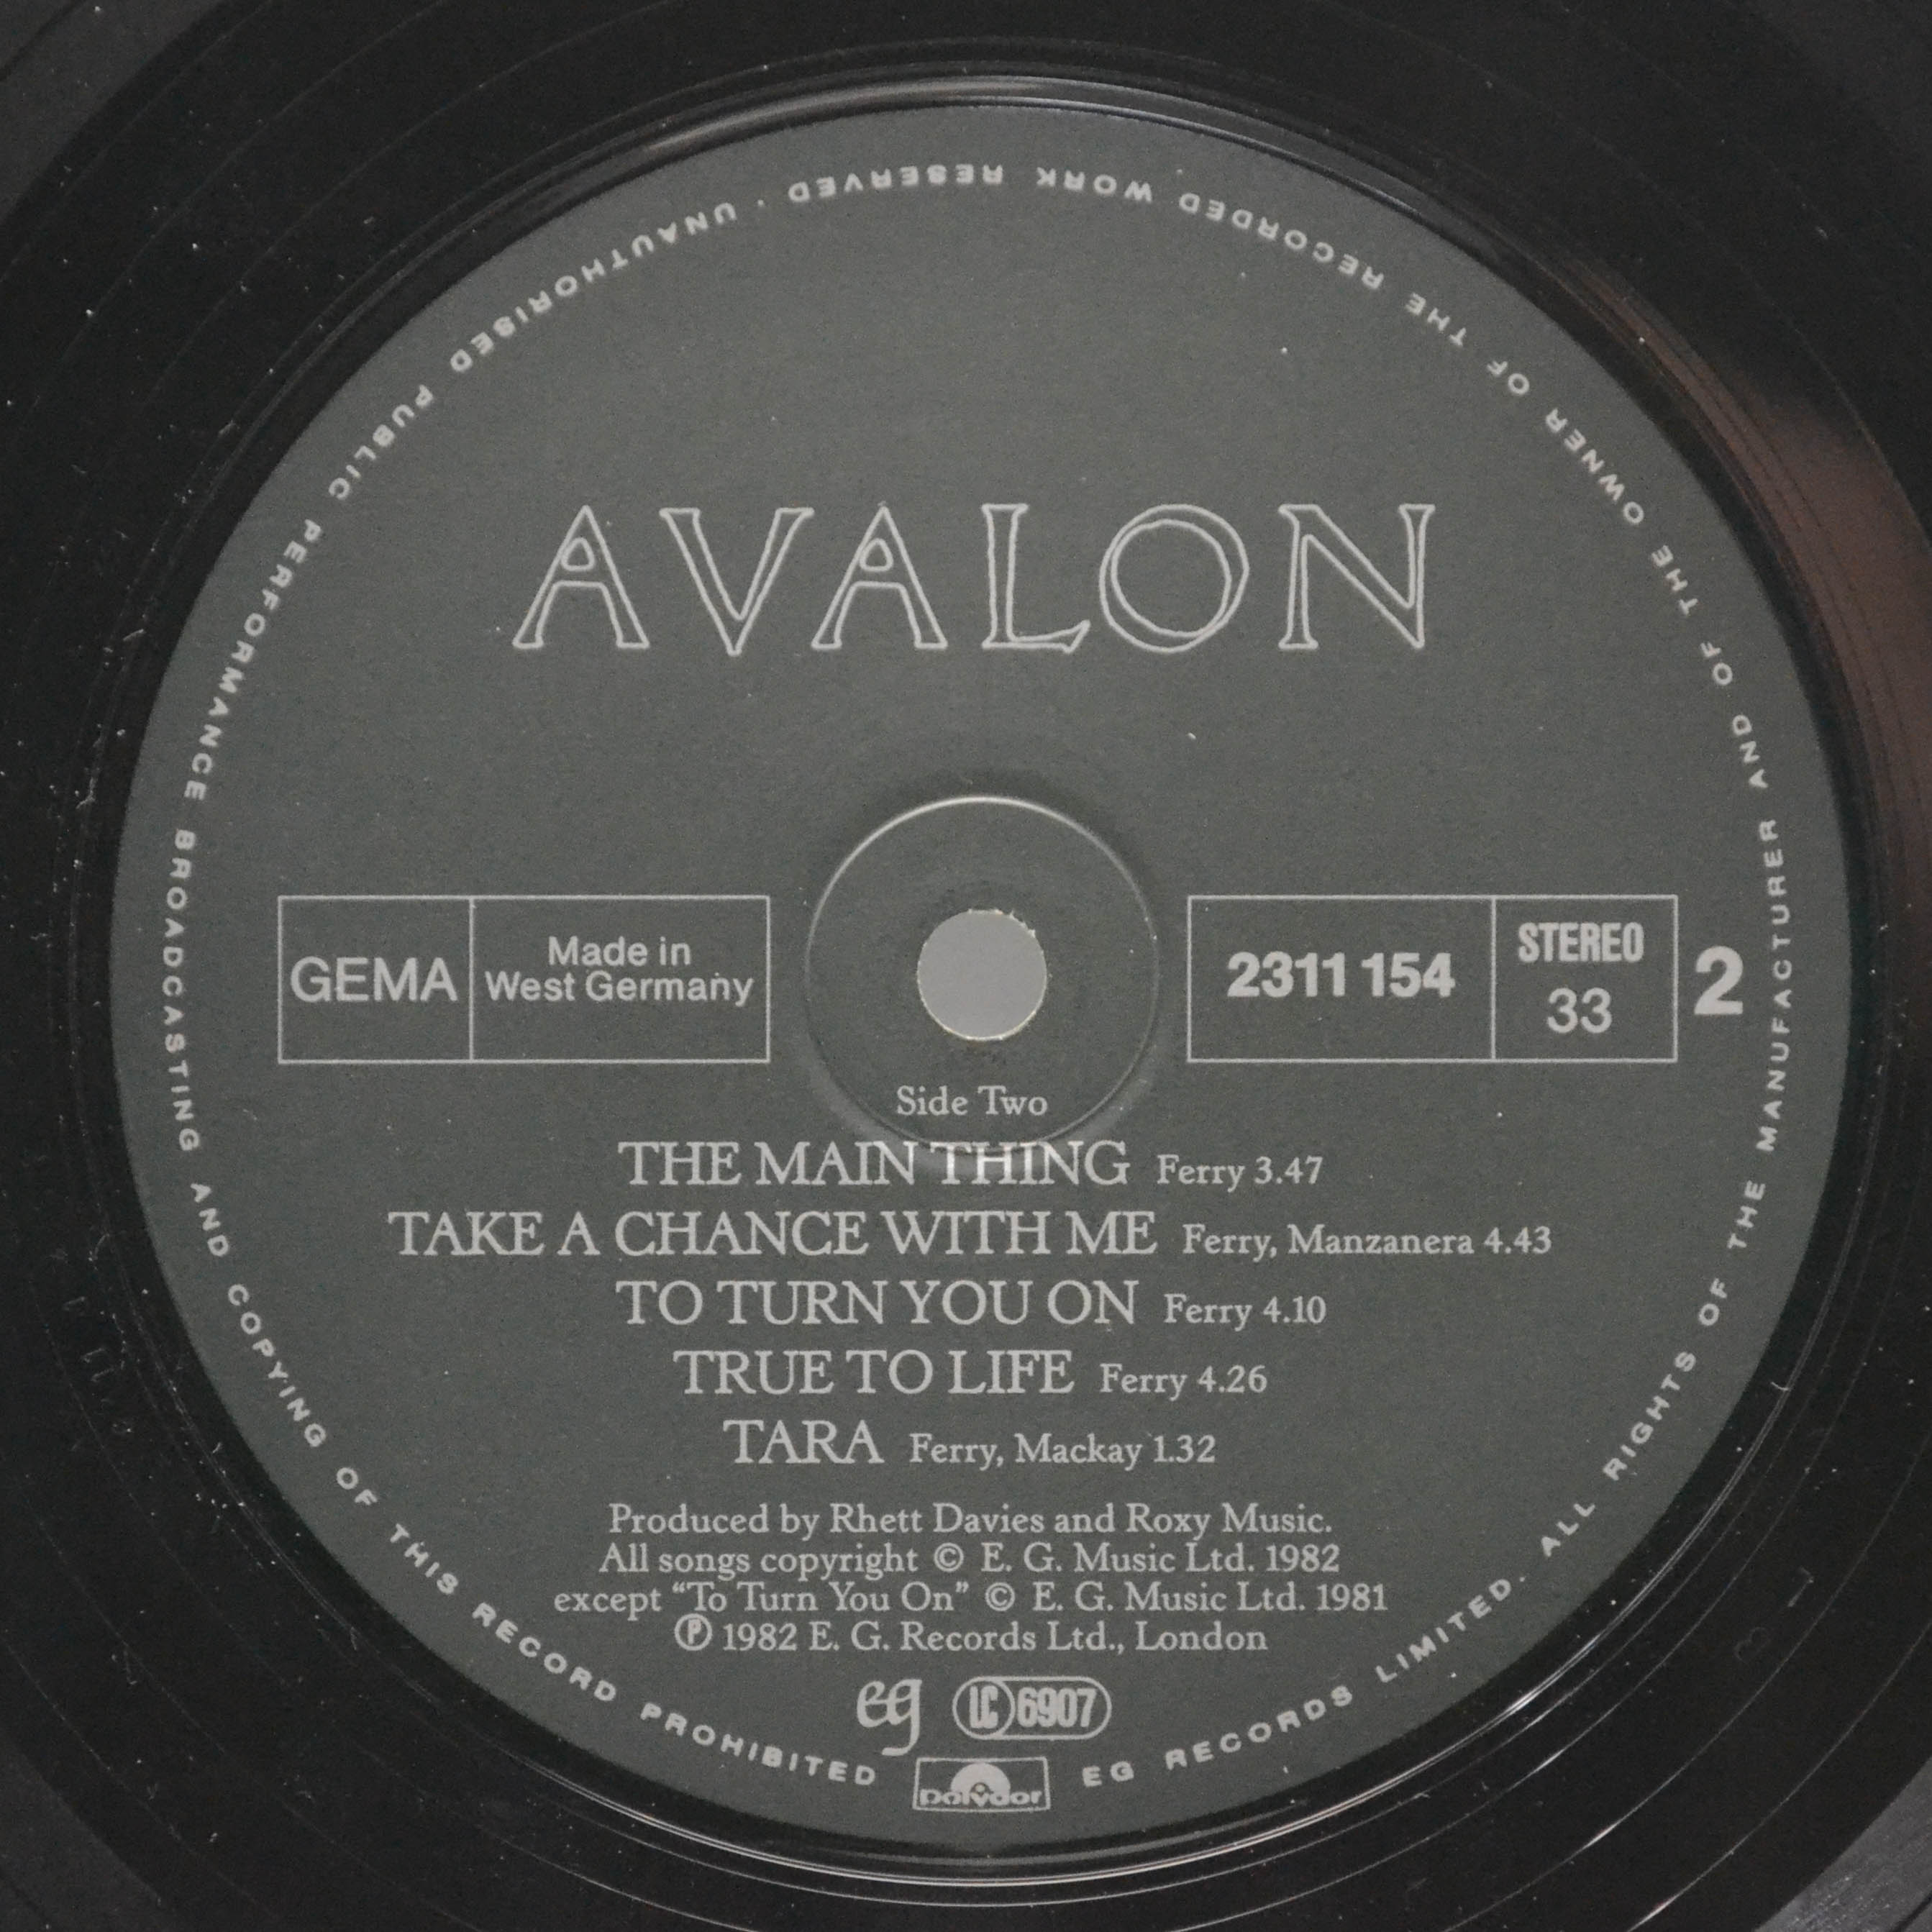 AVALON
GEMA
Made in
West Germany
2311 154
STEREO
33
2
Side Two
THE MAIN THING Ferry 3.47
TAKE A CHANCE WITH ME Ferry, Manzanera 4.43
TO TURN YOU ON Ferry 4.10
TRUE TO LIFE Ferry 4.26
TARA Ferry, Mackay 1.32
Produced by Rhett Davies and Roxy Music.
All songs copyright © E. G. Music Ltd. 1982
except “To Turn You On” © E. G. Music Ltd. 1981
℗ 1982 E. G. Records Ltd., London
eg LC 6907
polydor
EG RECORDS LIMITED. ALL RIGHTS OF THE MANUFACTURER AND OF THE OWNER OF THE RECORDED WORK RESERVED · UNAUTHORISED PUBLIC PERFORMANCE BROADCASTING AND COPYING OF THIS RECORD PROHIBITED